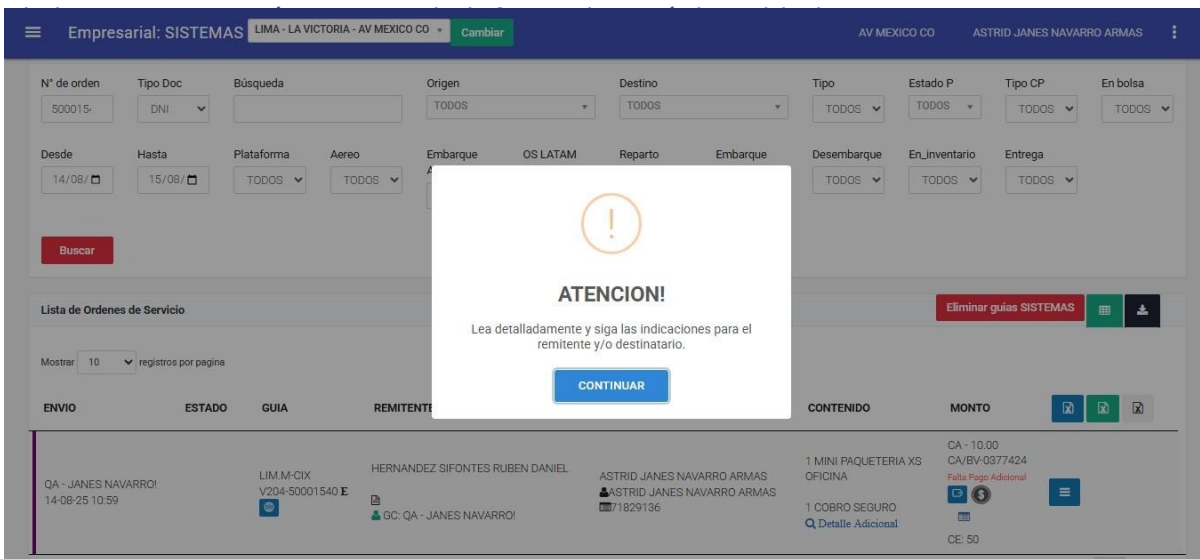 Empresarial: SISTEMAS LIMA - LA VICTORIA - AV MEXICO CO Cambiar AV MEXICO CO ASTRID JANES NAVARRO ARMAS
N° de orden Tipo Doc Búsqueda Origen Destino Tipo Estado P Tipo CP En bolsa
500015 DNI TODOS TODOS TODOS TODOS TODOS TODOS
Desde Hasta Plataforma Aereo Embarque OS LATAM Reparto Embarque Desembarque En_inventario Entrega
14/08/ 15/08/ TODOS TODOS TODOS TODOS TODOS
Buscar
ATENCION!
Lea detalladamente y siga las indicaciones para el
remitente y/o destinatario.
CONTINUAR
Lista de Ordenes de Servicio
Eliminar guias SISTEMAS
Mostrar 10 registros por pagina
ENVIO ESTADO GUIA REMITENTE CONTENIDO MONTO
QA - JANES NAVARRO!
14-08-25 10:59
LIM.M-CIX
V204-50001540 E
HERNANDEZ SIFONTES RUBEN DANIEL
GC: QA - JANES NAVARRO!
ASTRID JANES NAVARRO ARMAS
ASTRID JANES NAVARRO ARMAS
71829136
1 MINI PAQUETERIA XS
OFICINA
1 COBRO SEGURO
Detalle Adicional
CA - 10.00
CA/BV-0377424
Falta Pago Adicional
CE: 50